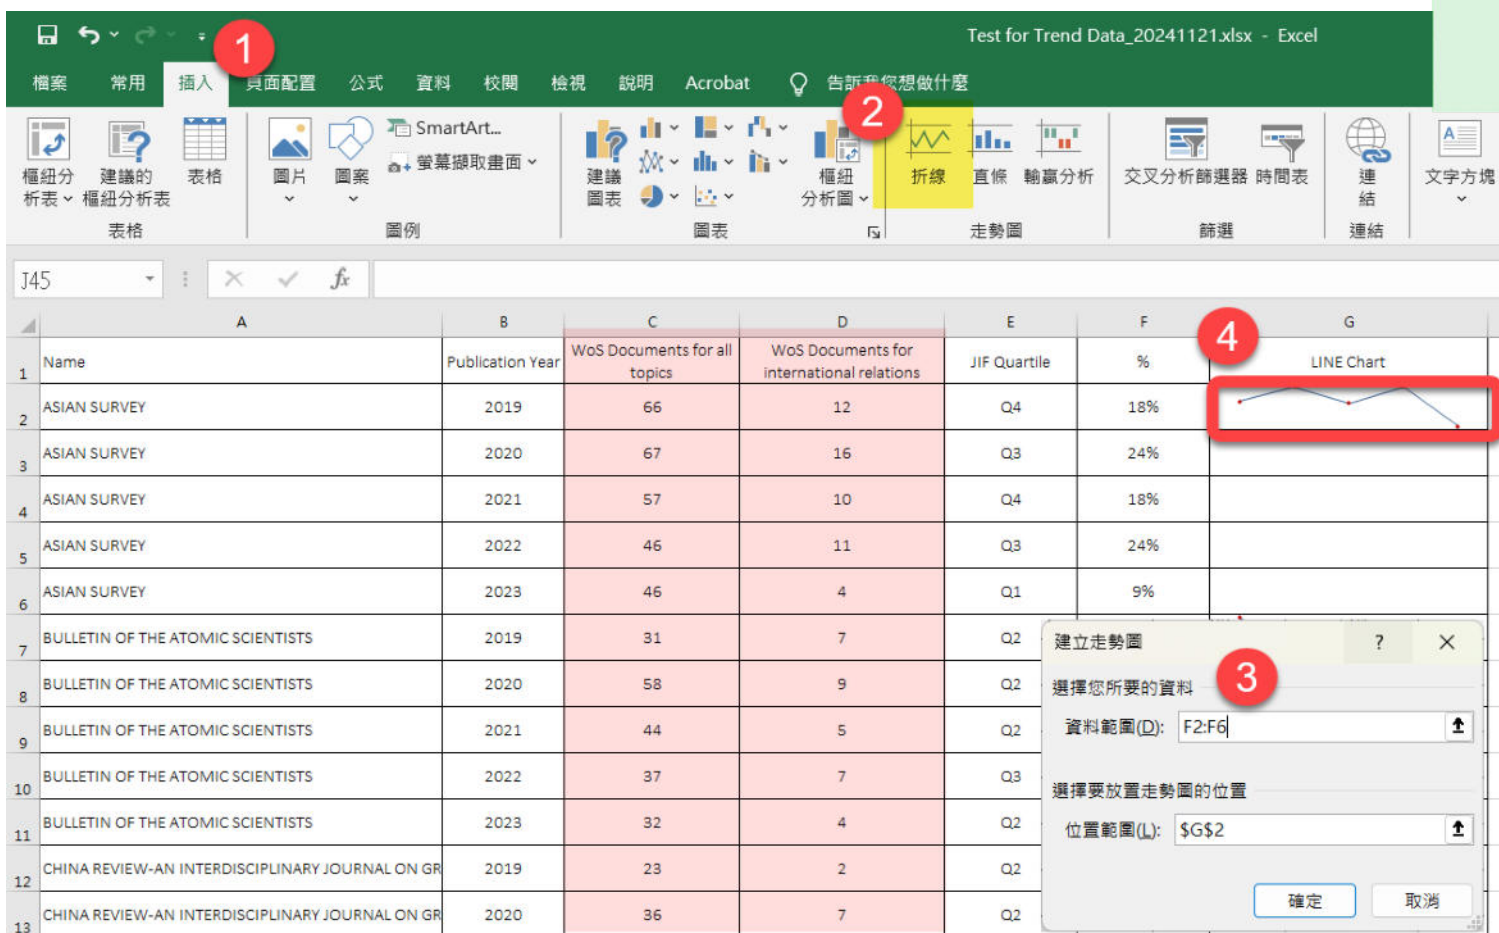 Test for Trend Data_20241121.xlsx - Excel
1
檔案 常用 插入 頁面配置 公式 資料 校閱 檢視 說明 Acrobat 告訴我您想做什麼
2
樞紐分析表
建議的樞紐分析表
表格
圖片
圖案
SmartArt...
螢幕擷取畫面
建議圖表
樞紐分析圖
折線
直條
輸贏分析
交叉分析篩選器
時間表
連結
文字方塊
表格 圖例 圖表 走勢圖 篩選 連結
J45 fx
A B C D E F G
4
1 Name Publication Year WoS Documents for all topics WoS Documents for international relations JIF Quartile % LINE Chart
2 ASIAN SURVEY 2019 66 12 Q4 18%
3 ASIAN SURVEY 2020 67 16 Q3 24%
4 ASIAN SURVEY 2021 57 10 Q4 18%
5 ASIAN SURVEY 2022 46 11 Q3 24%
6 ASIAN SURVEY 2023 46 4 Q1 9%
7 BULLETIN OF THE ATOMIC SCIENTISTS 2019 31 7 Q2
8 BULLETIN OF THE ATOMIC SCIENTISTS 2020 58 9 Q2
9 BULLETIN OF THE ATOMIC SCIENTISTS 2021 44 5 Q2
10 BULLETIN OF THE ATOMIC SCIENTISTS 2022 37 7 Q3
11 BULLETIN OF THE ATOMIC SCIENTISTS 2023 32 4 Q2
12 CHINA REVIEW-AN INTERDISCIPLINARY JOURNAL ON GR 2019 23 2 Q2
13 CHINA REVIEW-AN INTERDISCIPLINARY JOURNAL ON GR 2020 36 7 Q2
建立走勢圖 ?
3
選擇您所要的資料
資料範圍(D): F2:F6
選擇要放置走勢圖的位置
位置範圍(L): $G$2
確定 取消